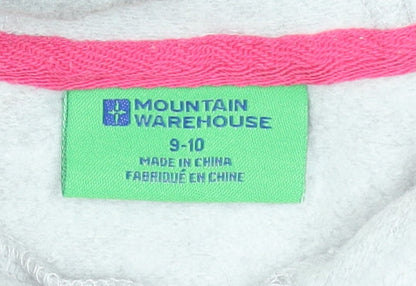 MOUNTAIN
WAREHOUSE
9-10
MADE IN CHINA
FABRIQUÉ EN CHINE